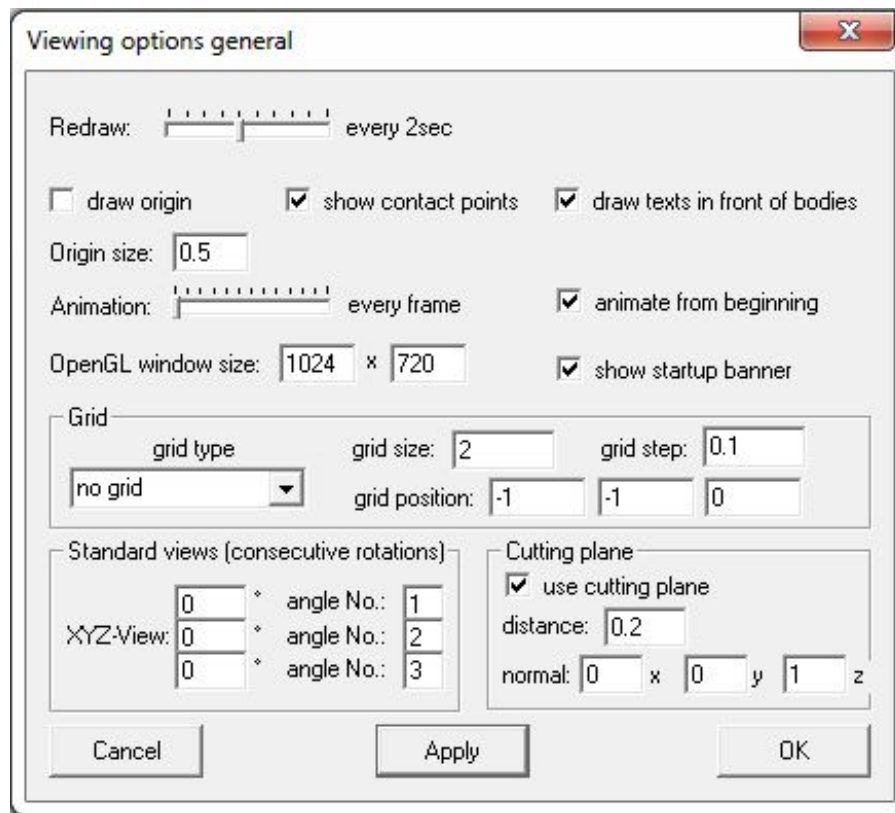 Viewing options general
Redraw: every 2sec
draw origin show contact points draw texts in front of bodies
Origin size: 0.5
Animation: every frame animate from beginning
OpenGL window size: 1024 x 720 show startup banner
Grid
grid type grid size: 2 grid step: 0.1
no grid grid position: -1 -1 0
Standard views (consecutive rotations)
XYZ-View:
0 ° angle No.: 1
0 ° angle No.: 2
0 ° angle No.: 3
Cutting plane
use cutting plane
distance: 0.2
normal: 0 x 0 y 1 z
Cancel Apply OK